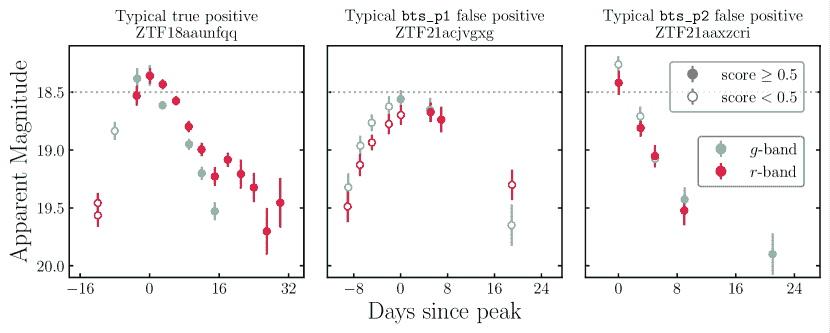 Typical true positive
ZTF18aaunfqq
Typical bts_p1 false positive
ZTF21acjvgxg
Typical bts_p2 false positive
ZTF21aaxzcri
Apparent Magnitude
18.5
19.0
19.5
20.0
score ≥ 0.5
score < 0.5
g-band
r-band
−16 0 16 32
−8 0 8 16 24
0 8 16 24
Days since peak